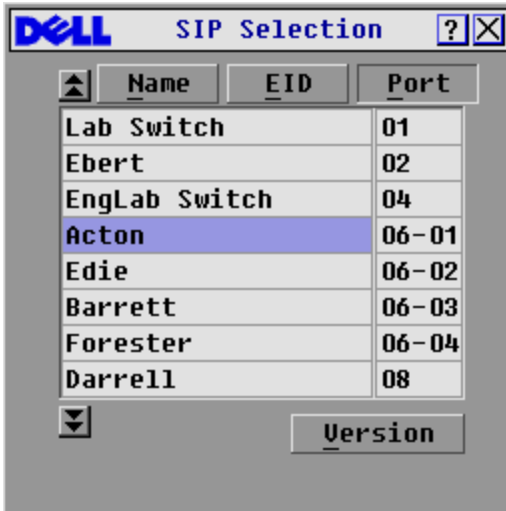 DELL SIP Selection ? X
Name EID Port
Lab Switch 01
Ebert 02
EngLab Switch 04
Acton 06-01
Edie 06-02
Barrett 06-03
Forester 06-04
Darrell 08
Version